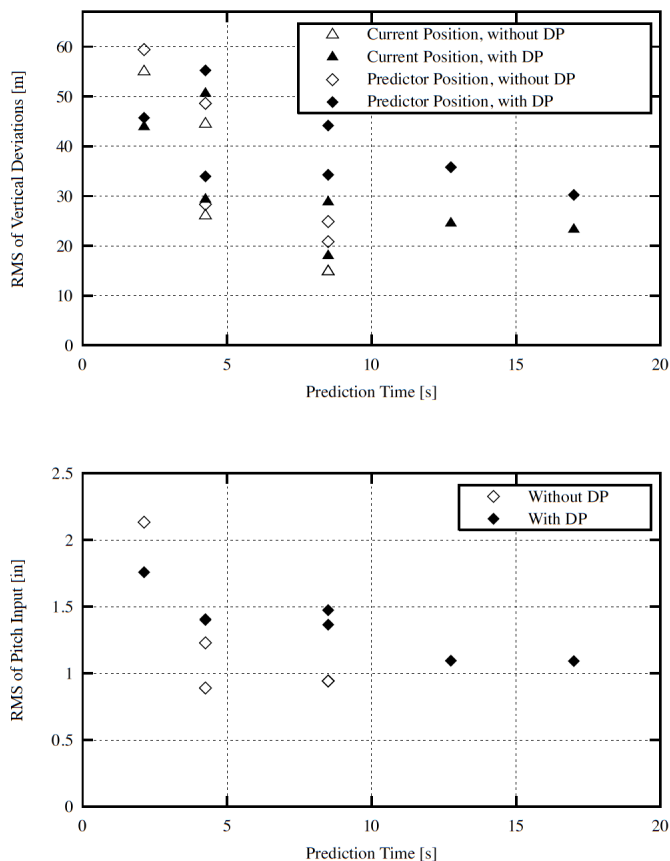 Current Position, without DP
Current Position, with DP
Predictor Position, without DP
Predictor Position, with DP
RMS of Vertical Deviations [m]
60
50
40
30
20
10
0
0 5 10 15 20
Prediction Time [s]
Without DP
With DP
RMS of Pitch Input [in]
2.5
2
1.5
1
0.5
0
0 5 10 15 20
Prediction Time [s]